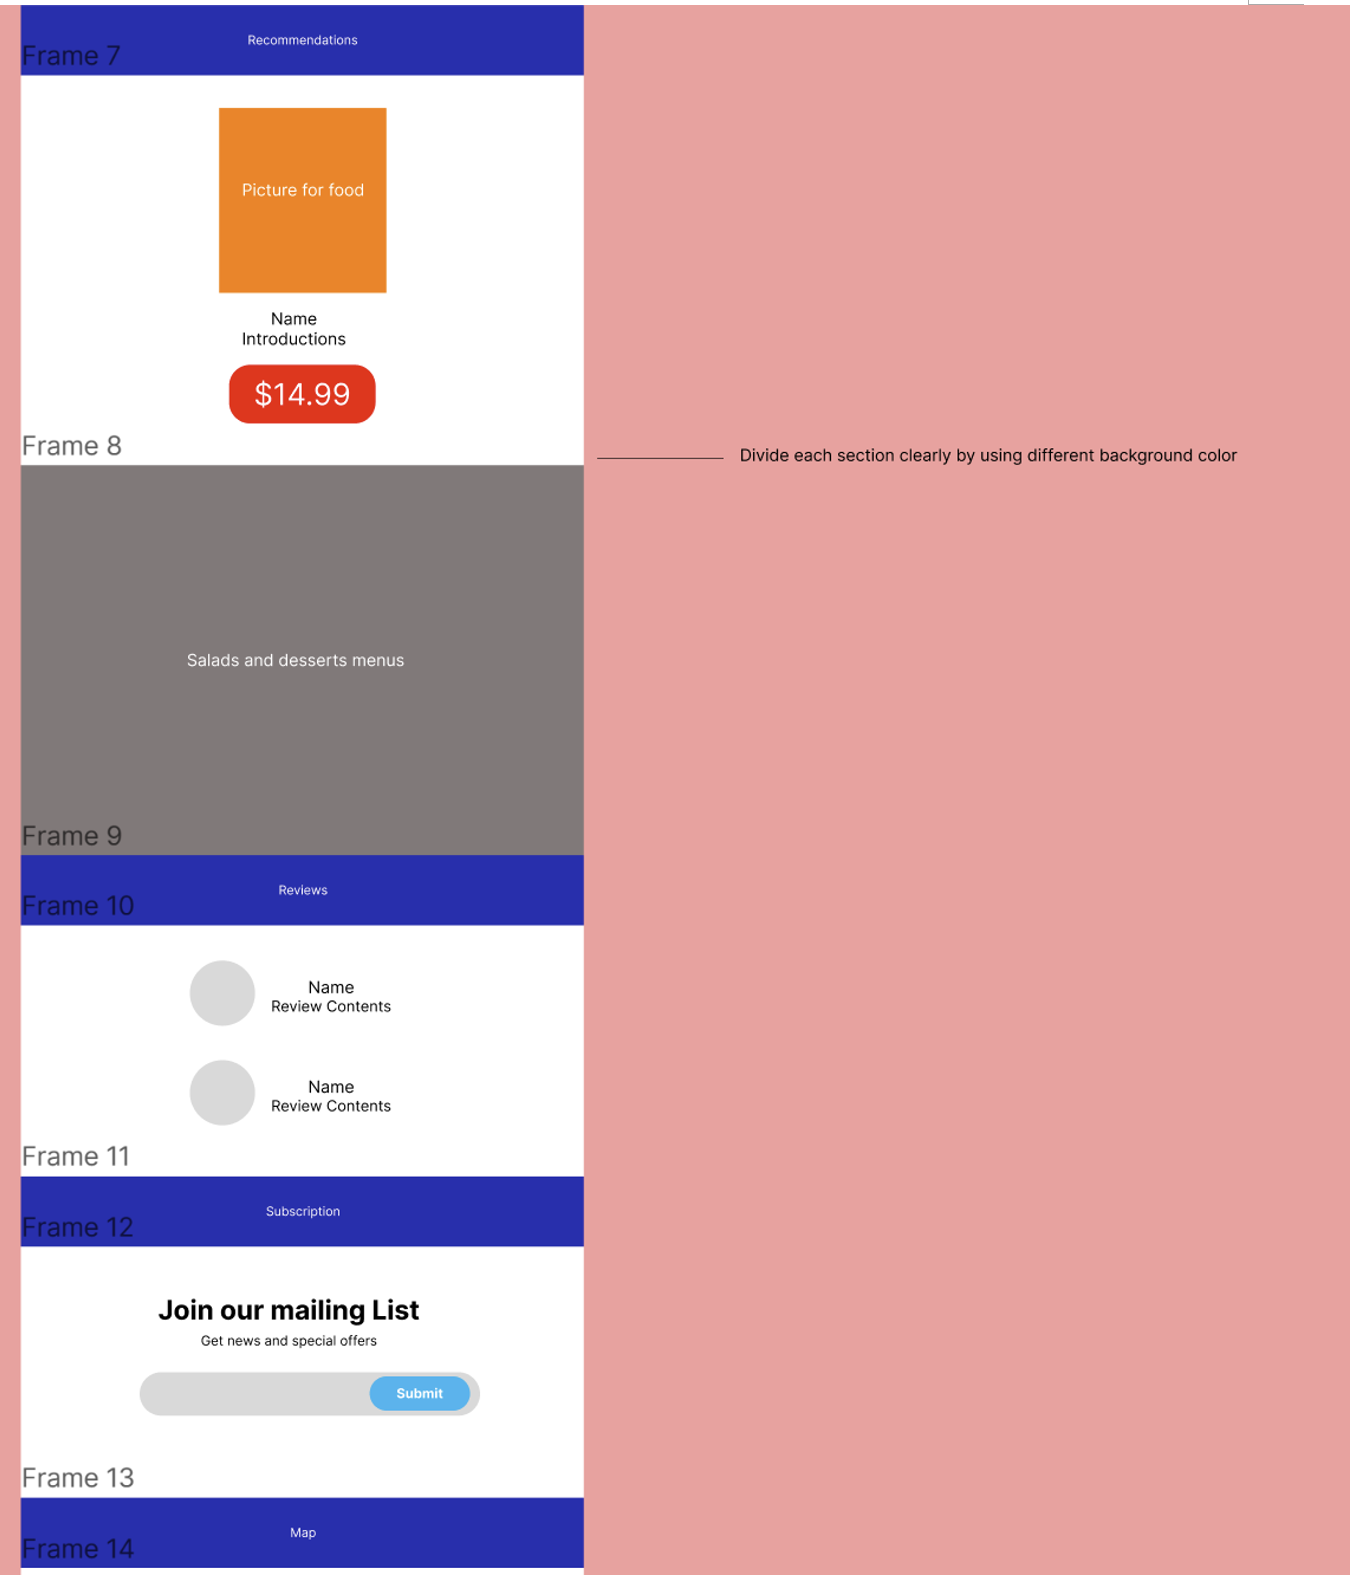 Recommendations
Frame 7
Picture for food
Name
Introductions
$14.99
Frame 8
Divide each section clearly by using different background color
Salads and desserts menus
Frame 9
Reviews
Frame 10
Name
Review Contents
Name
Review Contents
Frame 11
Subscription
Frame 12
Join our mailing List
Get news and special offers
Submit
Frame 13
Map
Frame 14